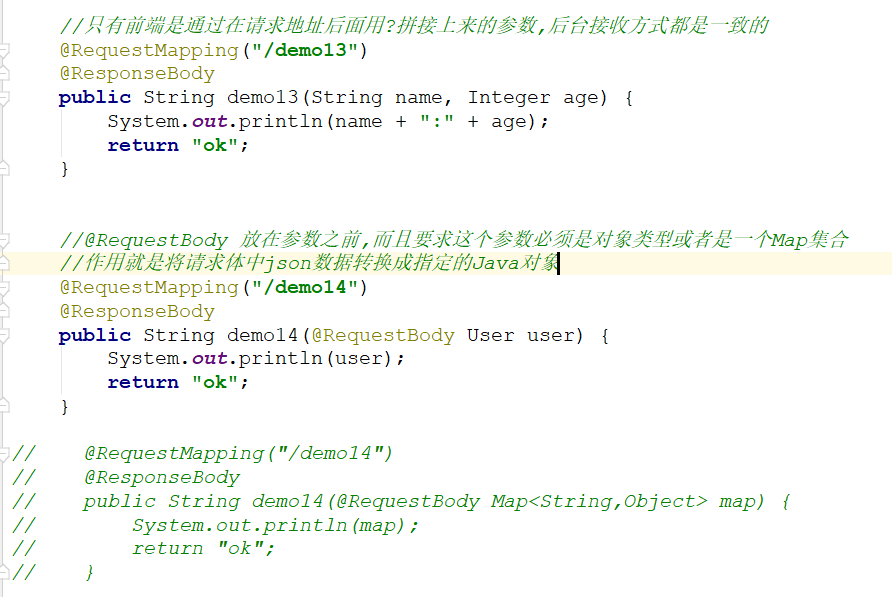 //只有前端是通过在请求地址后面用?拼接上来的参数,后台接收方式都是一致的
@RequestMapping("/demo13")
@ResponseBody
public String demo13(String name, Integer age) {
    System.out.println(name + ":" + age);
    return "ok";
}
//@RequestBody 放在参数之前,而且要求这个参数必须是对象类型或者是一个Map集合
//作用就是将请求体中json数据转换成指定的Java对象
@RequestMapping("/demo14")
@ResponseBody
public String demo14(@RequestBody User user) {
    System.out.println(user);
    return "ok";
}
//    @RequestMapping("/demo14")
//    @ResponseBody
//    public String demo14(@RequestBody Map<String,Object> map) {
//        System.out.println(map);
//        return "ok";
//    }